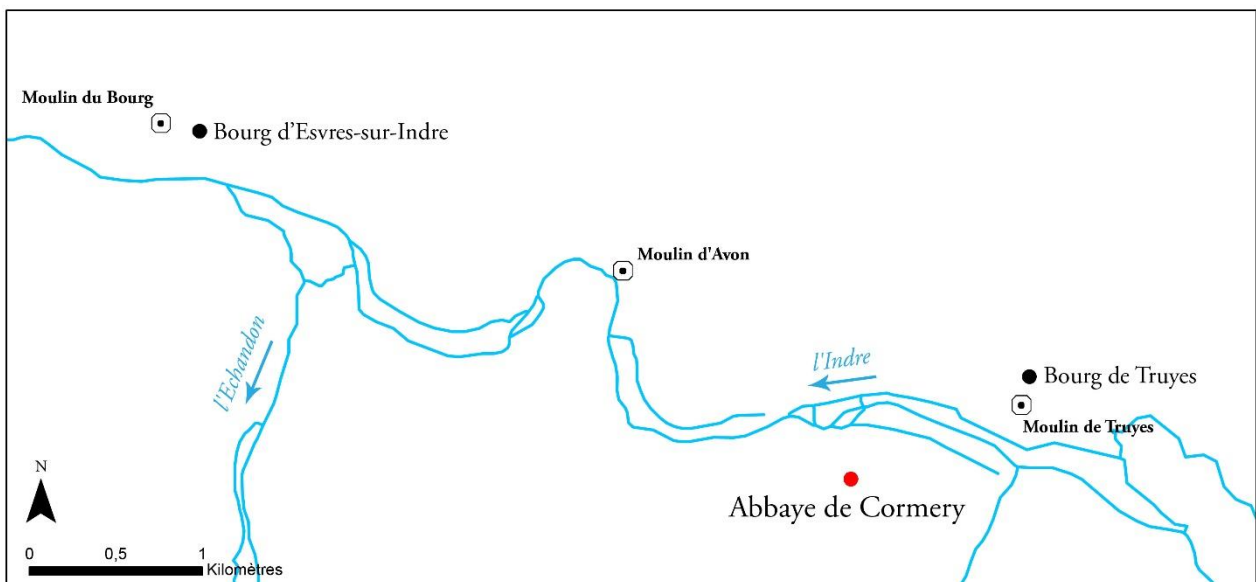 Moulin du Bourg
Bourg d'Esvres-sur-Indre
Moulin d'Avon
l'Echandon
l'Indre
Bourg de Truyes
Moulin de Truyes
Abbaye de Cormery
N
0 0,5 1
Kilomètres